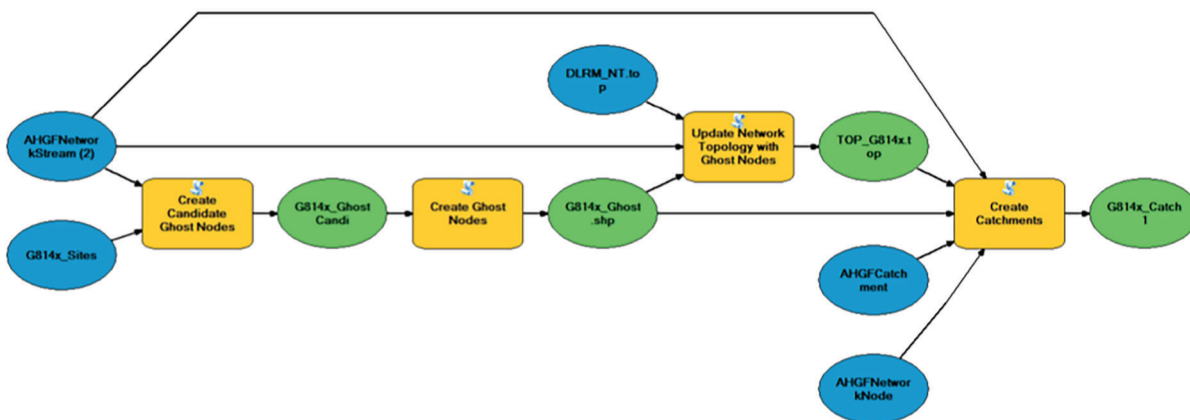 DLRM_NT.to
p
AHGFNetwor
kStream (2)
Update Network
Topology with
Ghost Nodes
TOP_G814x.t
op
Create
Candidate
Ghost Nodes
G814x_Ghost
Candi
Create Ghost
Nodes
G814x_Ghost
.shp
Create
Catchments
G814x_Catch
1
G814x_Sites
AHGFCatch
ment
AHGFNetwor
kNode